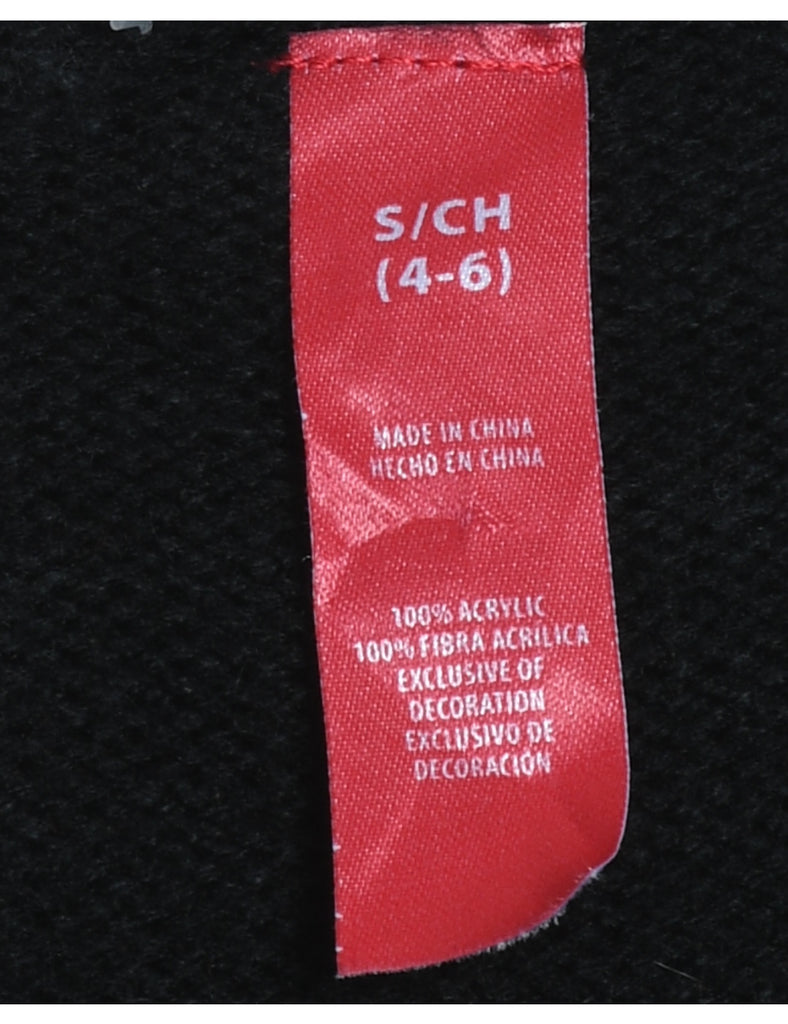 S/CH
(4-6)
MADE IN CHINA
HECHO EN CHINA
100% ACRYLIC
100% FIBRA ACRILICA
EXCLUSIVE OF
DECORATION
EXCLUSIVO DE
DECORACIÓN